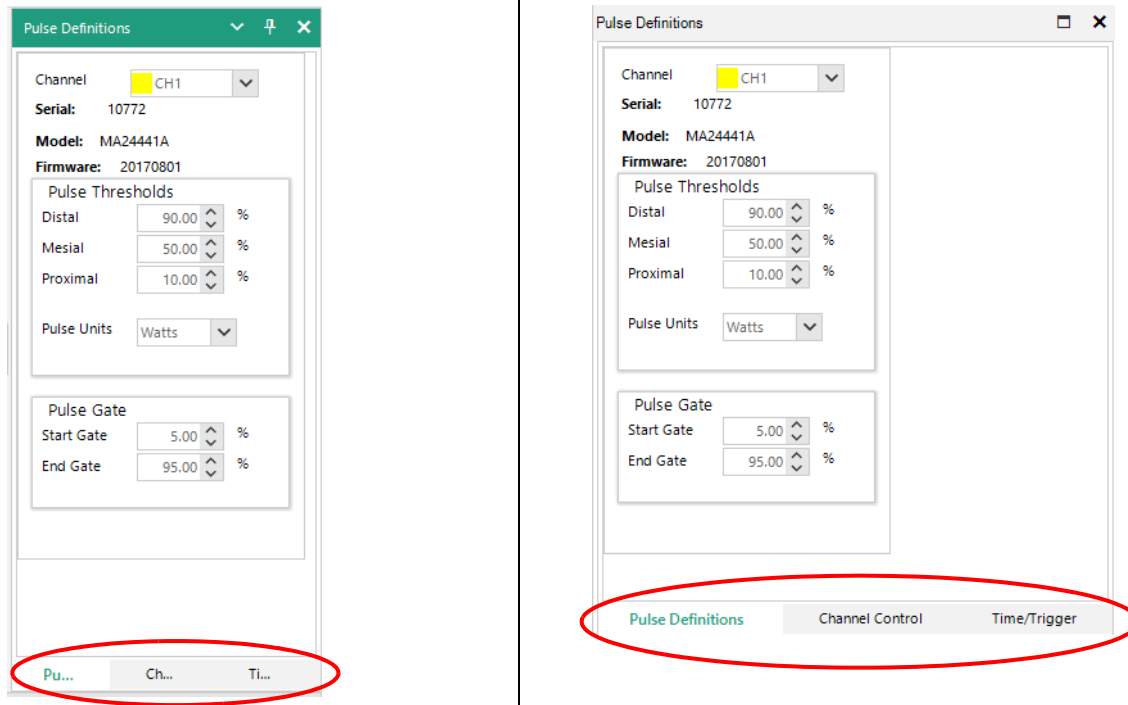 Pulse Definitions
Channel CH1
Serial: 10772
Model: MA24441A
Firmware: 20170801
Pulse Thresholds
Distal 90.00 %
Mesial 50.00 %
Proximal 10.00 %
Pulse Units Watts
Pulse Gate
Start Gate 5.00 %
End Gate 95.00 %
Pu... Ch... Ti...
Pulse Definitions
Channel CH1
Serial: 10772
Model: MA24441A
Firmware: 20170801
Pulse Thresholds
Distal 90.00 %
Mesial 50.00 %
Proximal 10.00 %
Pulse Units Watts
Pulse Gate
Start Gate 5.00 %
End Gate 95.00 %
Pulse Definitions Channel Control Time/Trigger